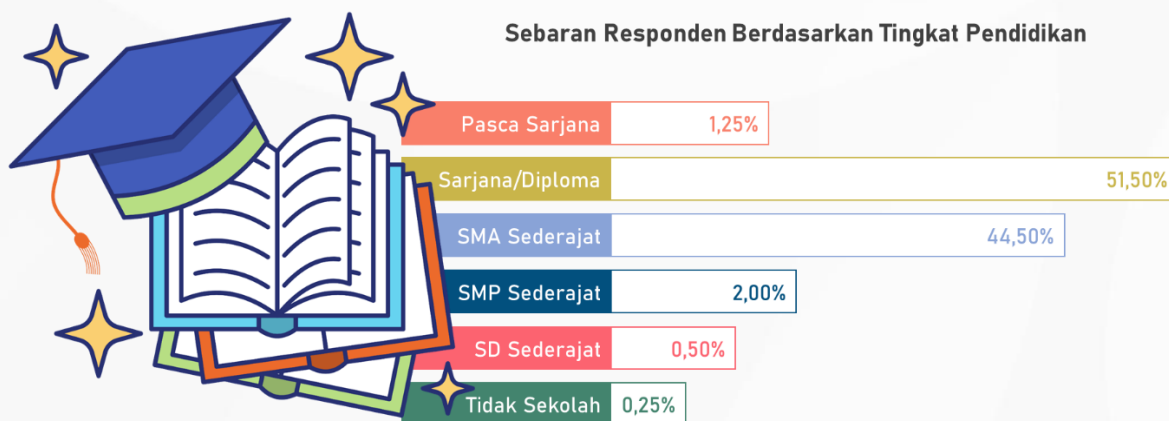 Sebaran Responden Berdasarkan Tingkat Pendidikan
Pasca Sarjana 1,25%
Sarjana/Diploma 51,50%
SMA Sederajat 44,50%
SMP Sederajat 2,00%
SD Sederajat 0,50%
Tidak Sekolah 0,25%